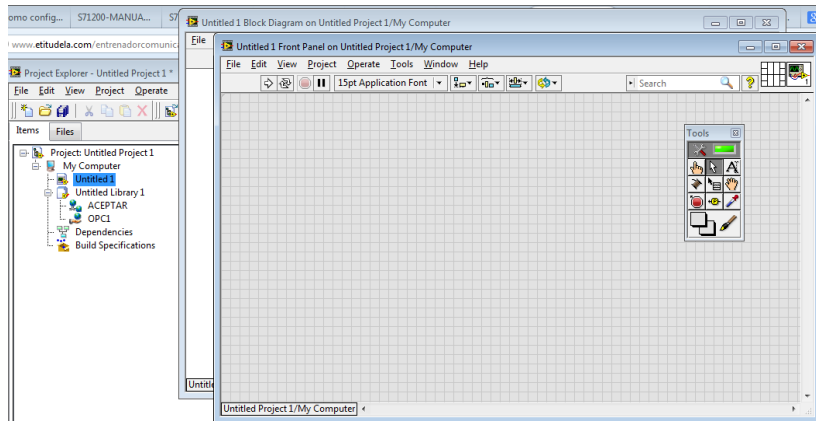 omo config...
S71200-MANUA...
S7
www.etitudela.com/entrenadorcomunic
Project Explorer - Untitled Project 1 *
File Edit View Project Operate
Items Files
Project: Untitled Project 1
My Computer
Untitled 1
Untitled Library 1
ACEPTAR
OPC1
Dependencies
Build Specifications
Untitled 1 Block Diagram on Untitled Project 1/My Computer
File
Untitle
Untitled 1 Front Panel on Untitled Project 1/My Computer
File Edit View Project Operate Tools Window Help
15pt Application Font
Search
Tools
A
Untitled Project 1/My Computer